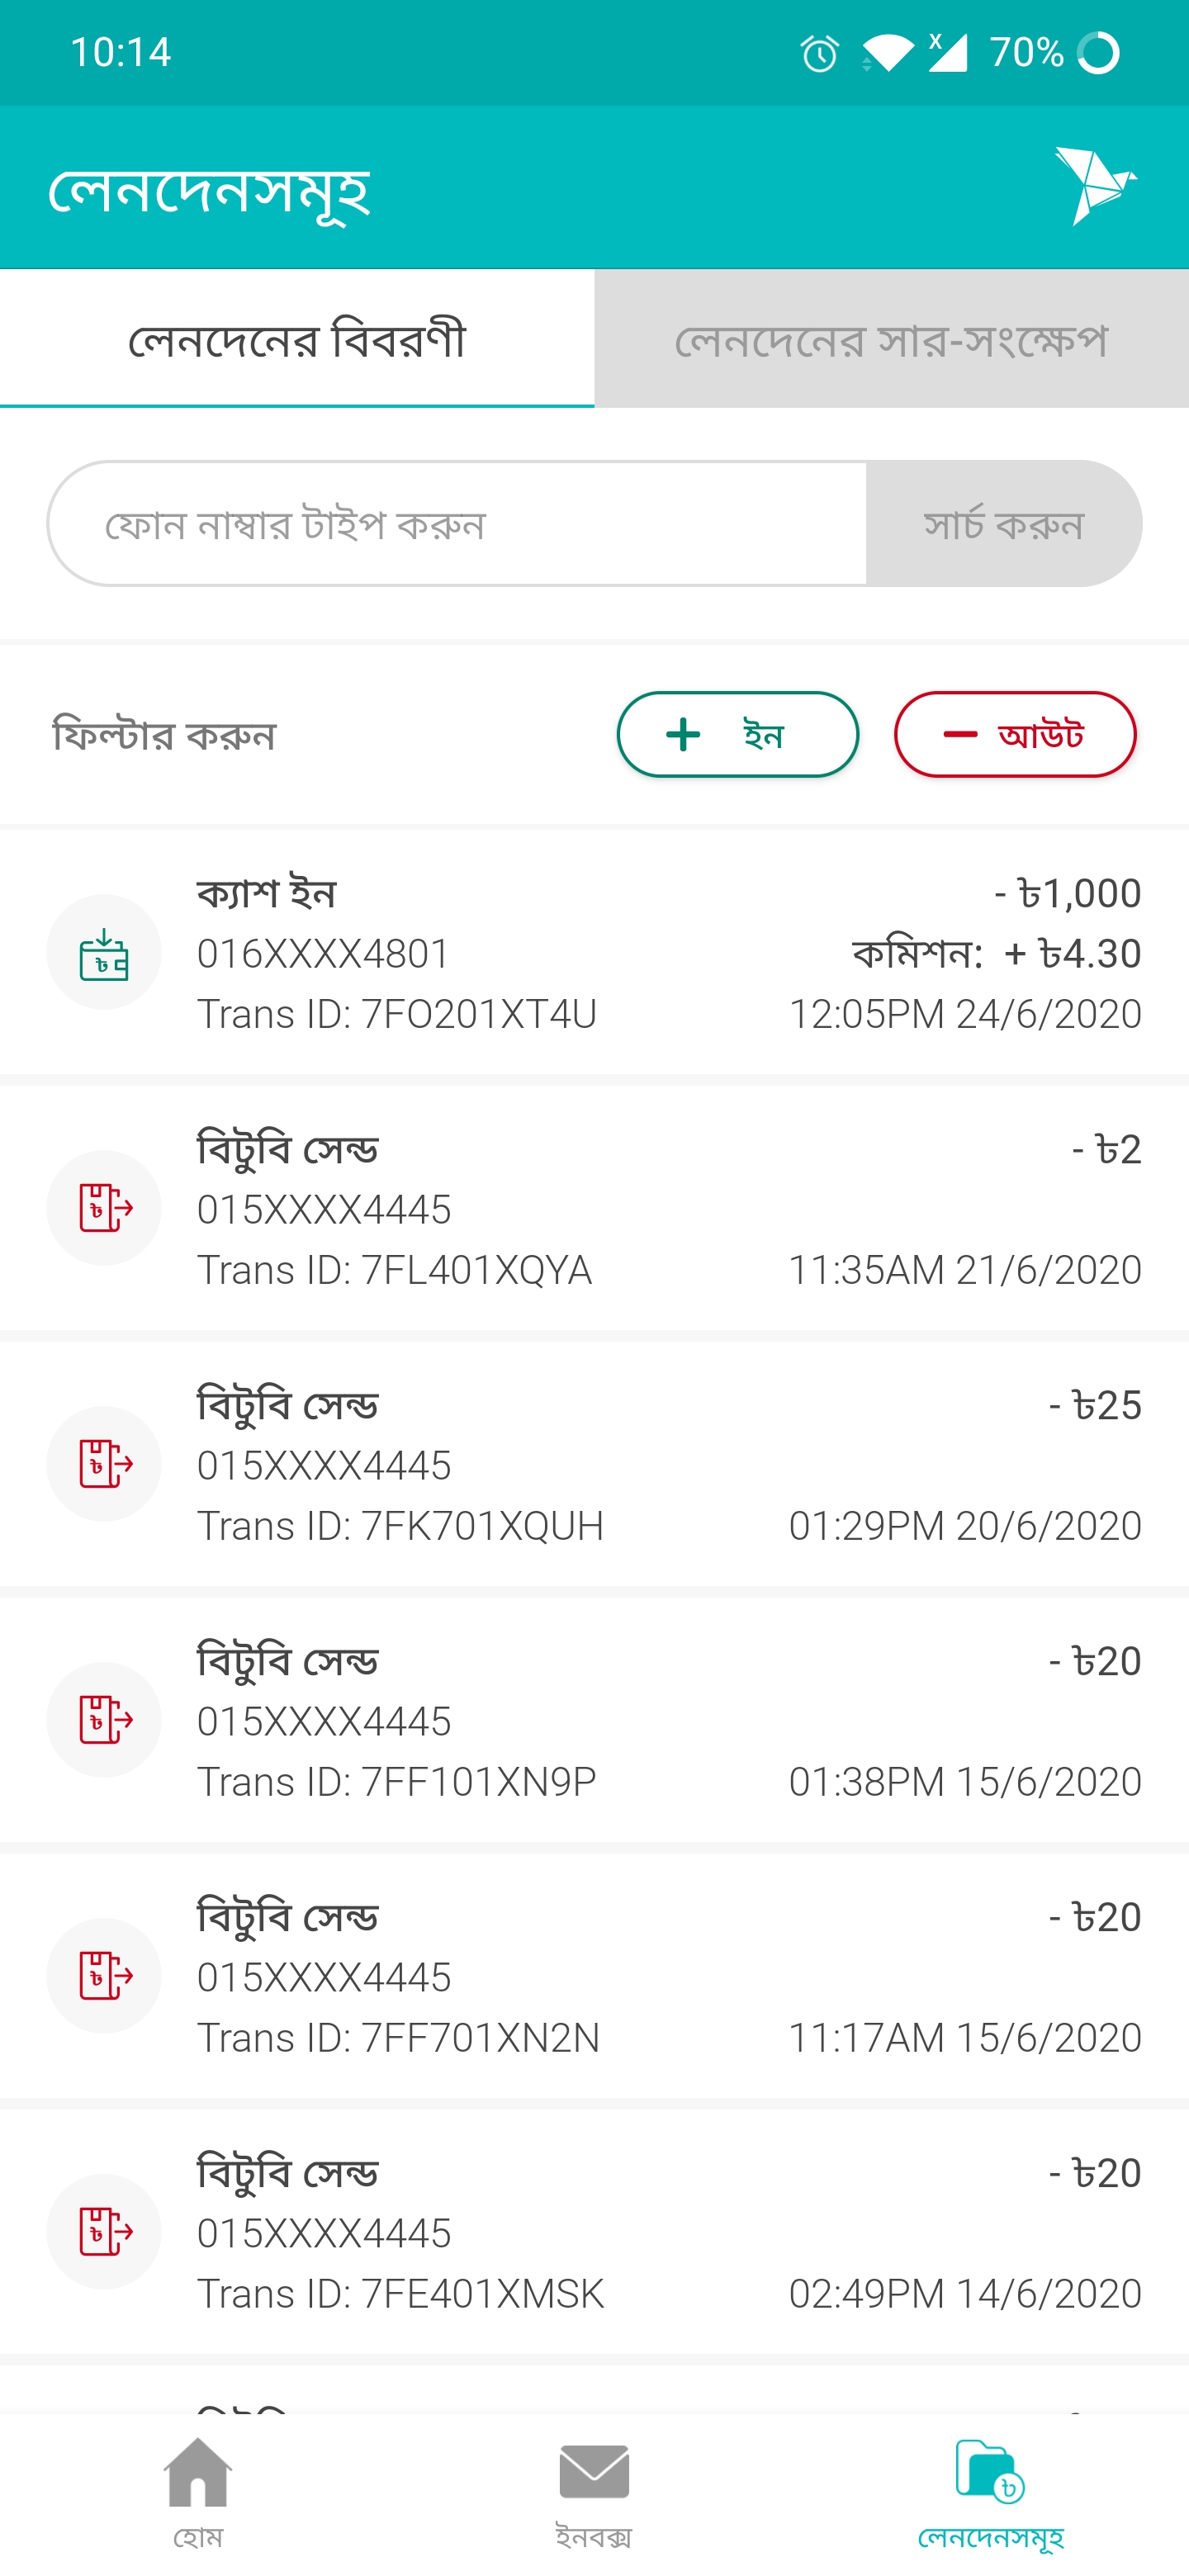 10:14
x
70%
লেনদেনসমূহ
লেনদেনের বিবরণী
লেনদেনের সার-সংক্ষেপ
ফোন নাম্বার টাইপ করুন
সার্চ করুন
ফিল্টার করুন
+ ইন
— আউট
ক্যাশ ইন
- ৳1,000
016XXXX4801
কমিশন: + ৳4.30
Trans ID: 7FO201XT4U
12:05PM 24/6/2020
বিটুবি সেন্ড
- ৳2
015XXXX4445
Trans ID: 7FL401XQYA
11:35AM 21/6/2020
বিটুবি সেন্ড
- ৳25
015XXXX4445
Trans ID: 7FK701XQUH
01:29PM 20/6/2020
বিটুবি সেন্ড
- ৳20
015XXXX4445
Trans ID: 7FF101XN9P
01:38PM 15/6/2020
বিটুবি সেন্ড
- ৳20
015XXXX4445
Trans ID: 7FF701XN2N
11:17AM 15/6/2020
বিটুবি সেন্ড
- ৳20
015XXXX4445
Trans ID: 7FE401XMSK
02:49PM 14/6/2020
হোম
ইনবক্স
লেনদেনসমূহ